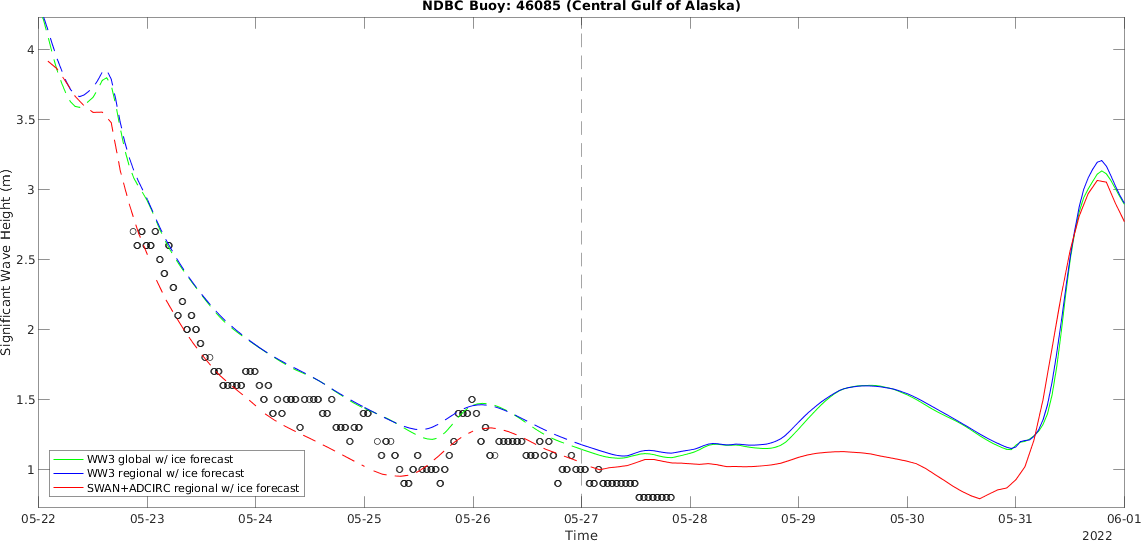 NDBC Buoy: 46085 (Central Gulf of Alaska)
4
3.5
3
2.5
2
1.5
1
Significant Wave Height (m)
WW3 global w/ ice forecast
WW3 regional w/ ice forecast
SWAN+ADCIRC regional w/ ice forecast
05-22 05-23 05-24 05-25 05-26 05-27 05-28 05-29 05-30 05-31 06-01
Time
2022